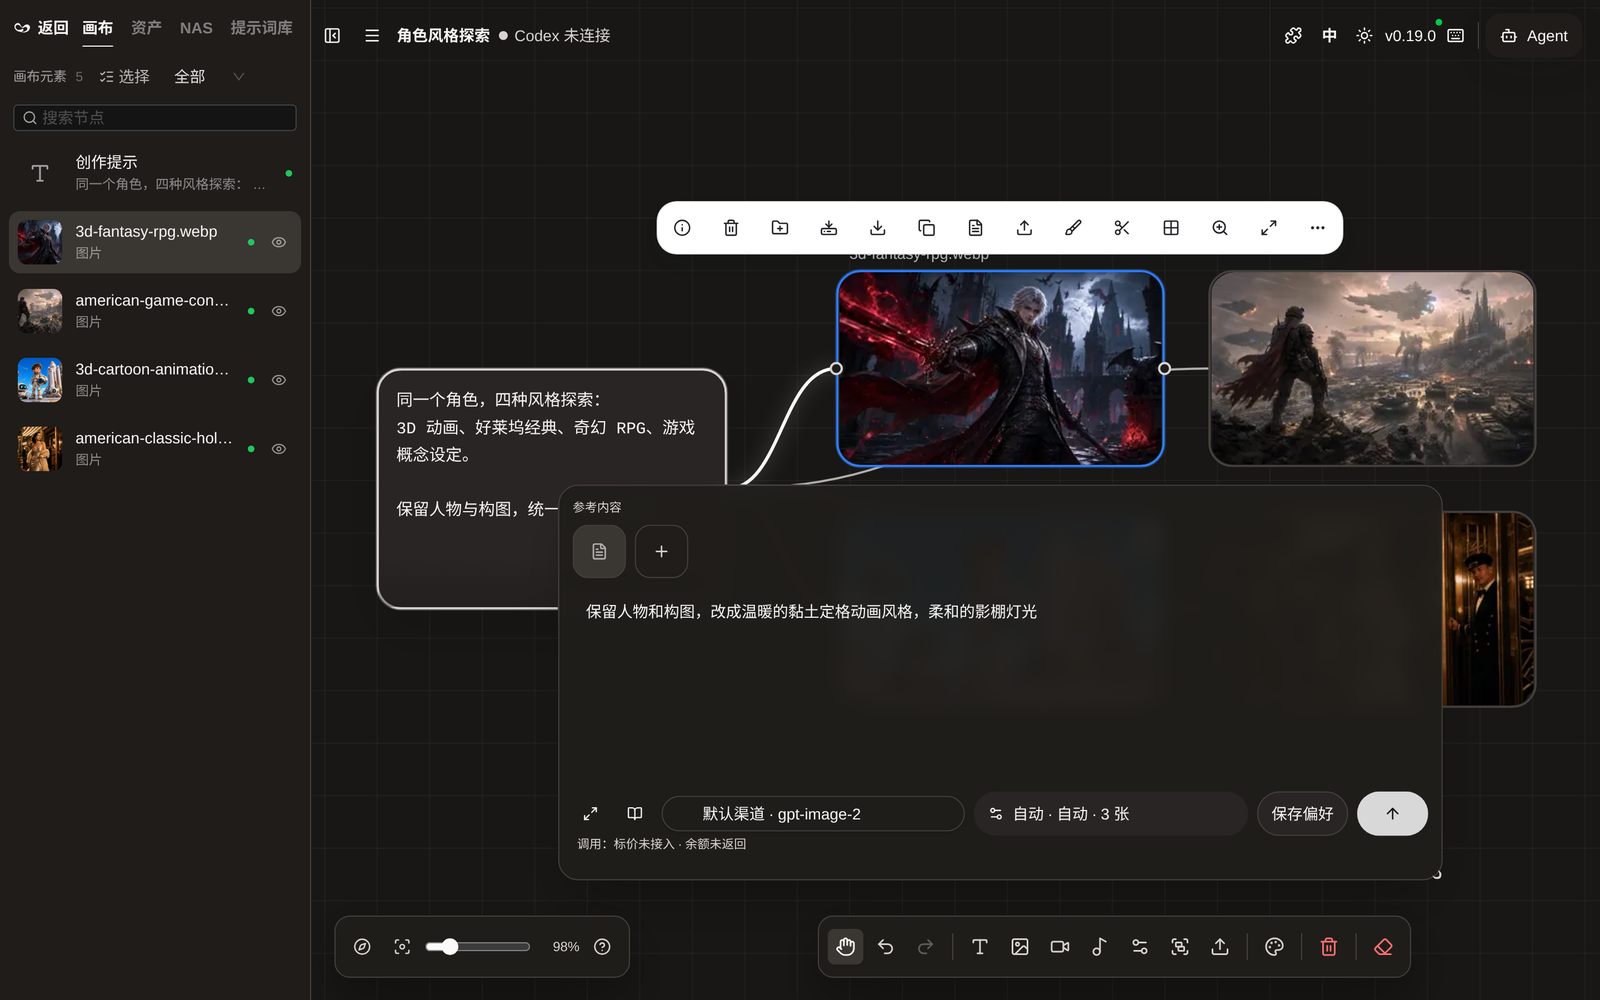 返回 画布 资产 NAS 提示词库
画布元素 5 选择 全部
搜索节点
创作提示
同一个角色，四种风格探索： ...
3d-fantasy-rpg.webp
图片
american-game-con...
图片
3d-cartoon-animatio...
图片
american-classic-hol...
图片
角色风格探索 Codex 未连接
中 v0.19.0 Agent
3d-fantasy-rpg.webp
同一个角色，四种风格探索：
3D 动画、好莱坞经典、奇幻 RPG、游戏
概念设定。
保留人物与构图，统一
参考内容
保留人物和构图，改成温暖的黏土定格动画风格，柔和的影棚灯光
默认渠道 · gpt-image-2 自动 · 自动 · 3 张 保存偏好
调用：标价未接入 · 余额未返回
98%